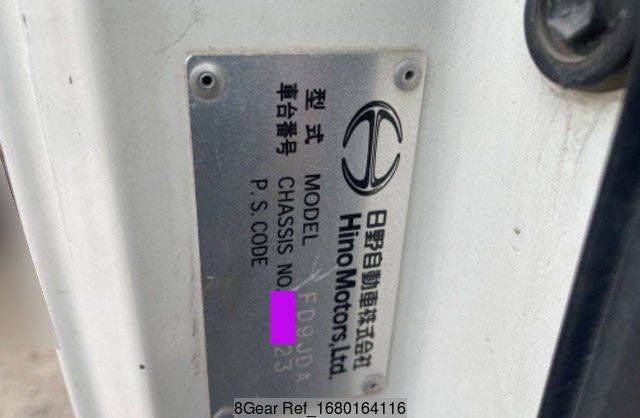 日野自動車株式会社
Hino Motors, Ltd.
型式 MODEL FD9JDA
車台番号 CHASSIS NO. 23
P. S. CODE
8Gear Ref_1680164116